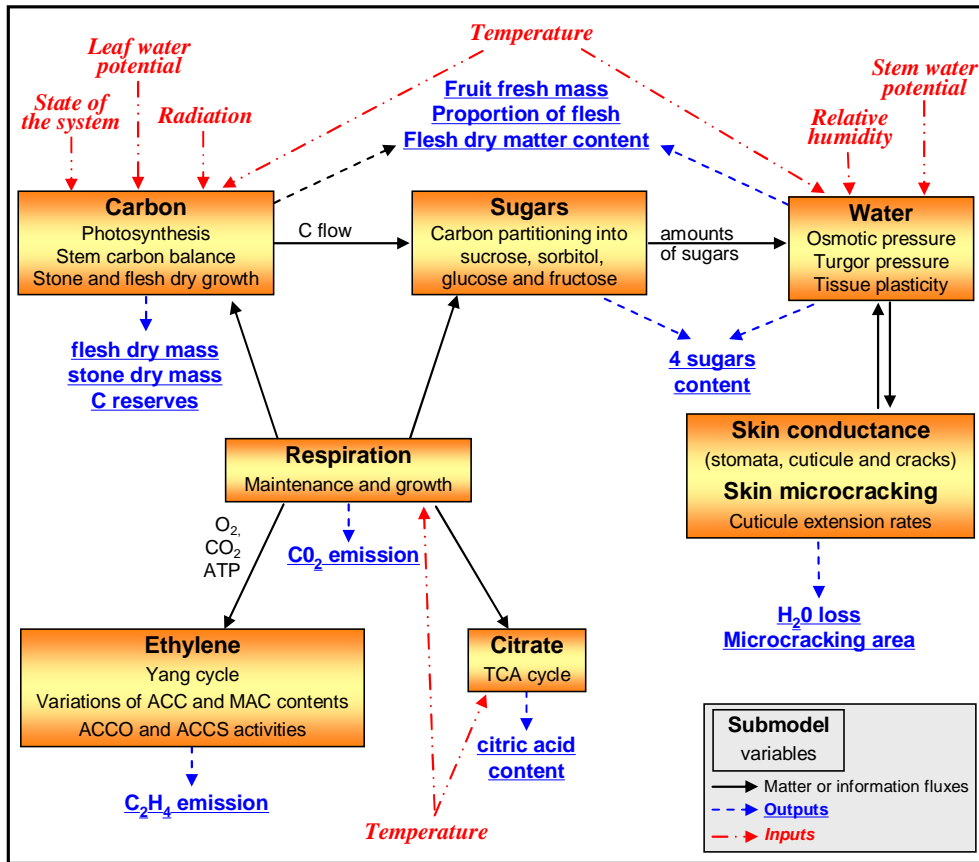 Temperature
Leaf water
potential
Stem water
potential
State of
the system
Radiation
Relative
humidity
Fruit fresh mass
Proportion of flesh
Flesh dry matter content
Carbon
Photosynthesis
Stem carbon balance
Stone and flesh dry growth
C flow
Sugars
Carbon partitioning into
sucrose, sorbitol,
glucose and fructose
amounts
of sugars
Water
Osmotic pressure
Turgor pressure
Tissue plasticity
flesh dry mass
stone dry mass
C reserves
4 sugars
content
Respiration
Maintenance and growth
Skin conductance
(stomata, cuticule and cracks)
Skin microcracking
Cuticule extension rates
O₂,
CO₂
ATP
C0₂ emission
H₂0 loss
Microcracking area
Ethylene
Yang cycle
Variations of ACC and MAC contents
ACCO and ACCS activities
Citrate
TCA cycle
citric acid
content
C₂H₄ emission
Temperature
Submodel
variables
Matter or information fluxes
Outputs
Inputs